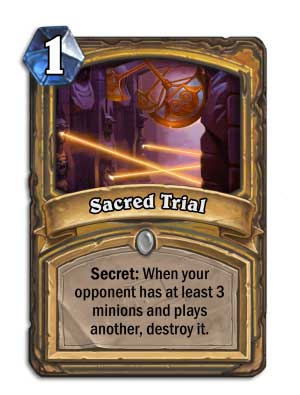 1
Sacred Trial
Secret: When your
opponent has at least 3
minions and plays
another, destroy it.